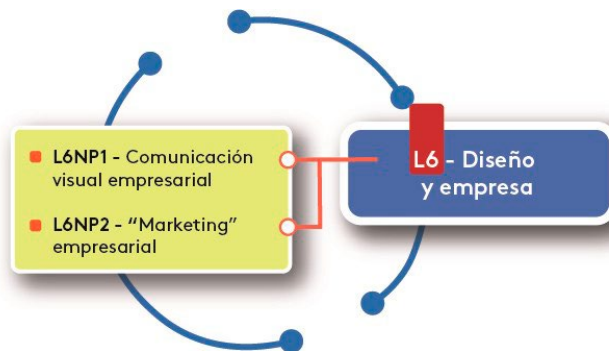 L6NP1 - Comunicación
visual empresarial
L6NP2 - “Marketing”
empresarial
L6 - Diseño
y empresa